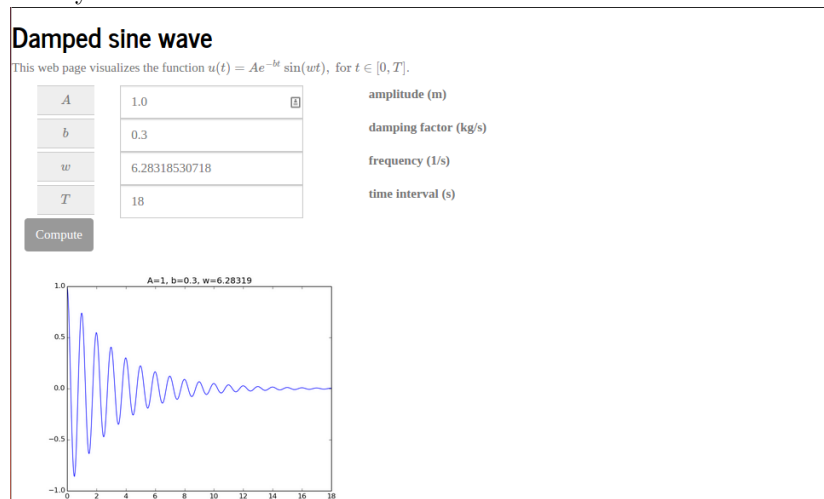 Damped sine wave
This web page visualizes the function u(t) = Ae^{-bt} sin(wt), for t ∈ [0, T].
A 1.0 amplitude (m)
b 0.3 damping factor (kg/s)
w 6.28318530718 frequency (1/s)
T 18 time interval (s)
Compute
A=1, b=0.3, w=6.28319
1.0
0.5
0.0
−0.5
−1.0
0 2 4 6 8 10 12 14 16 18